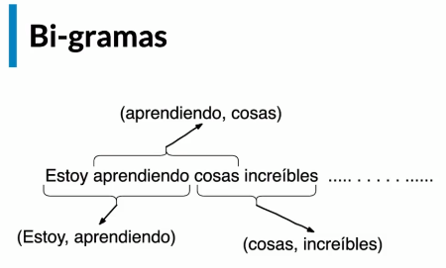 Bi-gramas
(aprendiendo, cosas)
Estoy aprendiendo cosas increíbles ..... . . . . . ......
(Estoy, aprendiendo)
(cosas, increíbles)